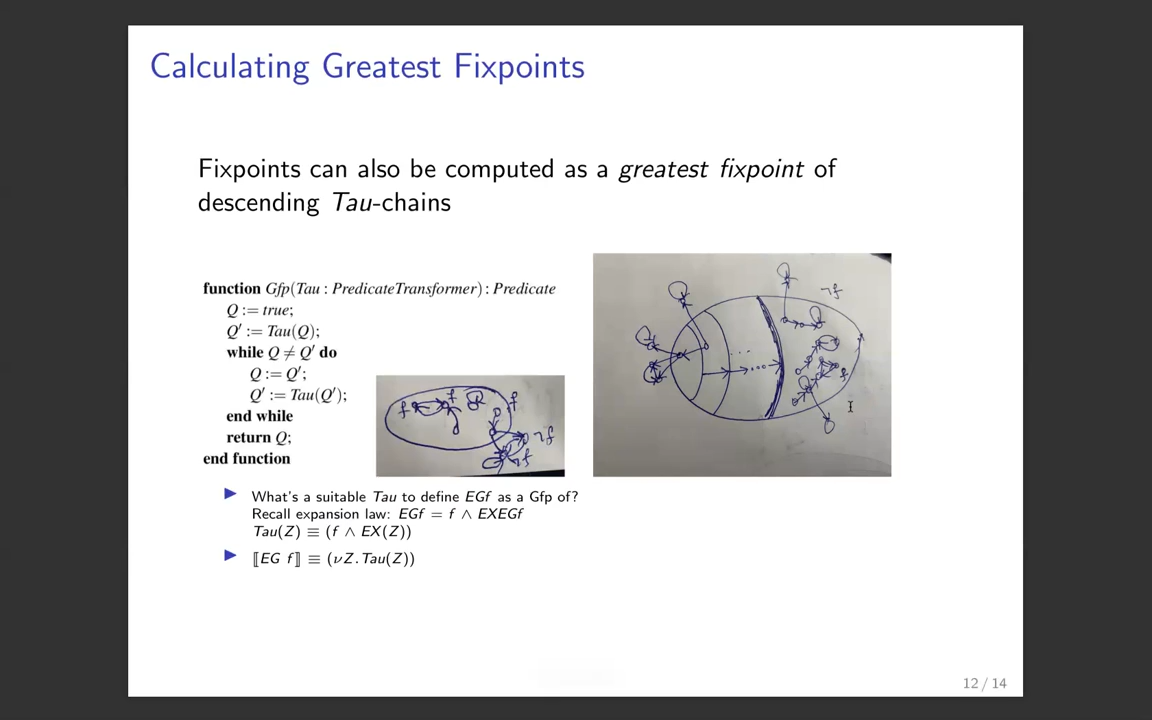 Calculating Greatest Fixpoints
Fixpoints can also be computed as a greatest fixpoint of
descending Tau-chains
function Gfp(Tau : PredicateTransformer) : Predicate
Q := true;
Q′ := Tau(Q);
while Q ≠ Q′ do
Q := Q′;
Q′ := Tau(Q′);
end while
return Q;
end function
f
f
f
¬f
¬f
¬f
f
▶ What's a suitable Tau to define EGf as a Gfp of?
Recall expansion law: EGf = f ∧ EXEGf
Tau(Z) ≡ (f ∧ EX(Z))
▶ ⟦EG f⟧ ≡ (νZ.Tau(Z))
12 / 14